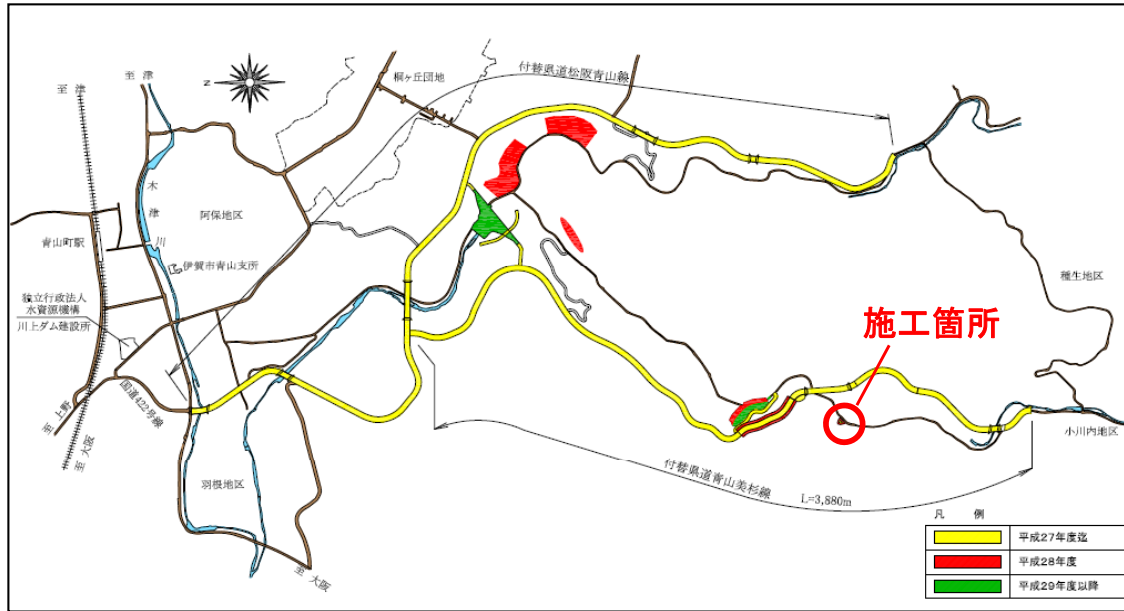 至 津
至 津
N
桐ヶ丘団地
付替県道松阪青山線
木津川
阿保地区
青山町駅
伊賀市青山支所
独立行政法人
水資源機構
川上ダム建設所
国道422号線
至 上野
至 大阪
羽根地区
至 大阪
種生地区
施工箇所
小川内地区
付替県道青山美杉線
L=3,880m
凡 例
平成27年度迄
平成28年度
平成29年度以降